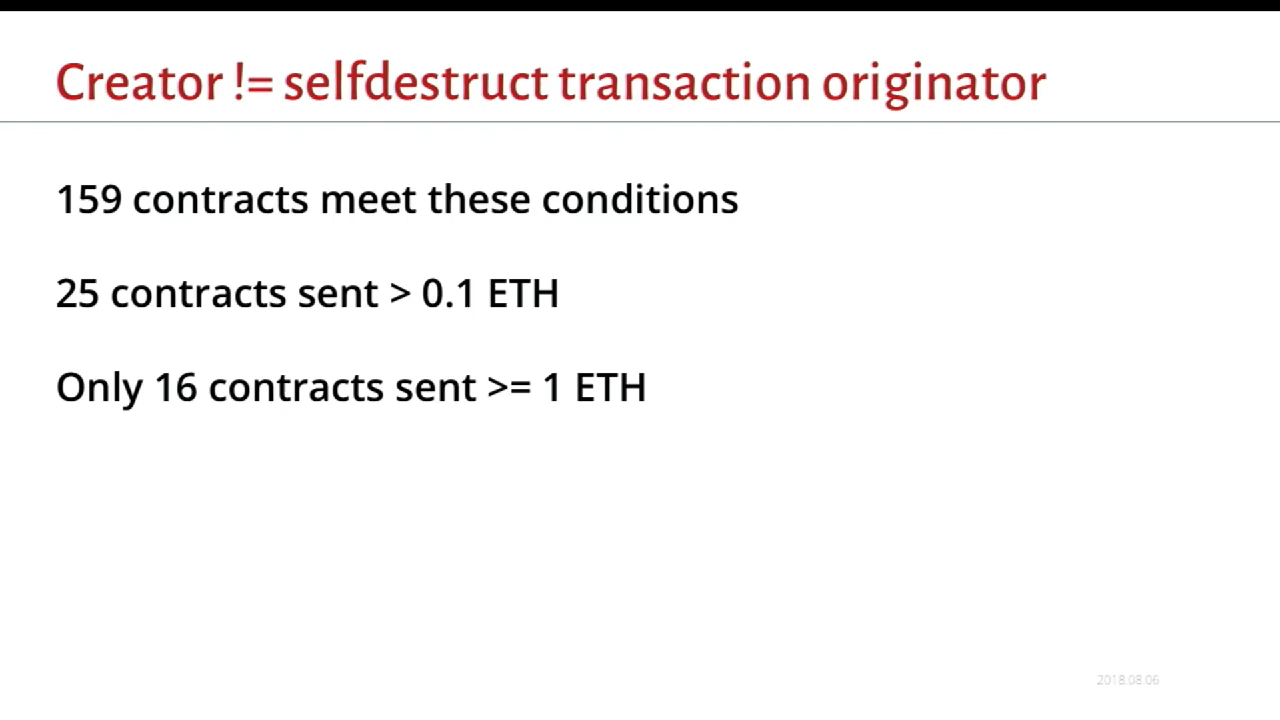 Creator != selfdestruct transaction originator
159 contracts meet these conditions
25 contracts sent > 0.1 ETH
Only 16 contracts sent >= 1 ETH
2018.08.06